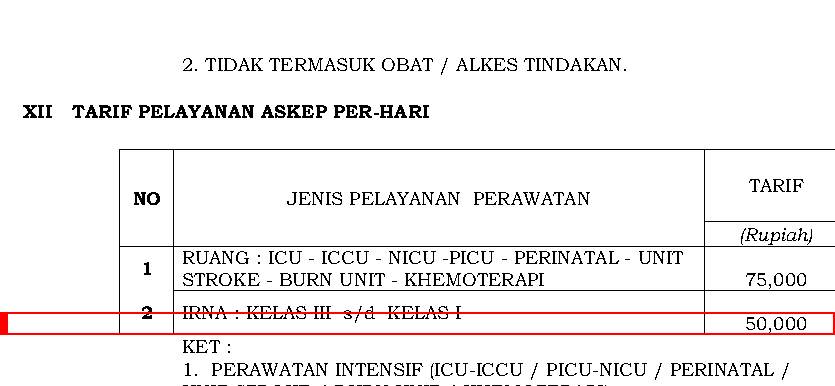 2. TIDAK TERMASUK OBAT / ALKES TINDAKAN.
XII TARIF PELAYANAN ASKEP PER-HARI
NO JENIS PELAYANAN PERAWATAN TARIF
(Rupiah)
1 RUANG : ICU - ICCU - NICU -PICU - PERINATAL - UNIT
STROKE - BURN UNIT - KHEMOTERAPI 75,000
2 IRNA : KELAS III s/d KELAS I
50,000
KET :
1. PERAWATAN INTENSIF (ICU-ICCU / PICU-NICU / PERINATAL /